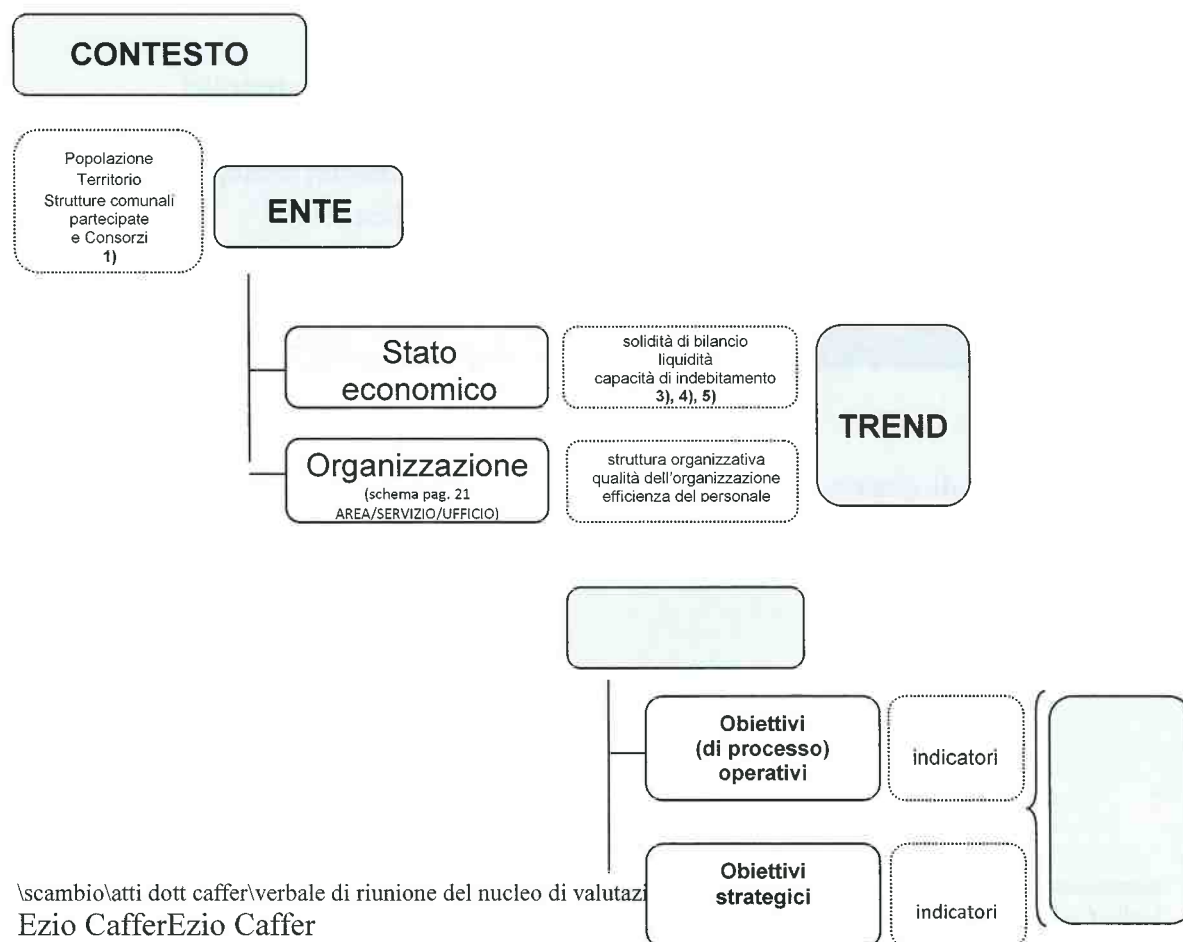 CONTESTO
Popolazione
Territorio
Strutture comunali
partecipate
e Consorzi
1)
ENTE
Stato
economico
solidità di bilancio
liquidità
capacità di indebitamento
3), 4), 5)
TREND
Organizzazione
(schema pag. 21
AREA/SERVIZIO/UFFICIO)
struttura organizzativa
qualità dell'organizzazione
efficienza del personale
Obiettivi
(di processo)
operativi
indicatori
Obiettivi
strategici
indicatori
\scambio\atti dott caffer\verbale di riunione del nucleo di valutazi
Ezio CafferEzio Caffer